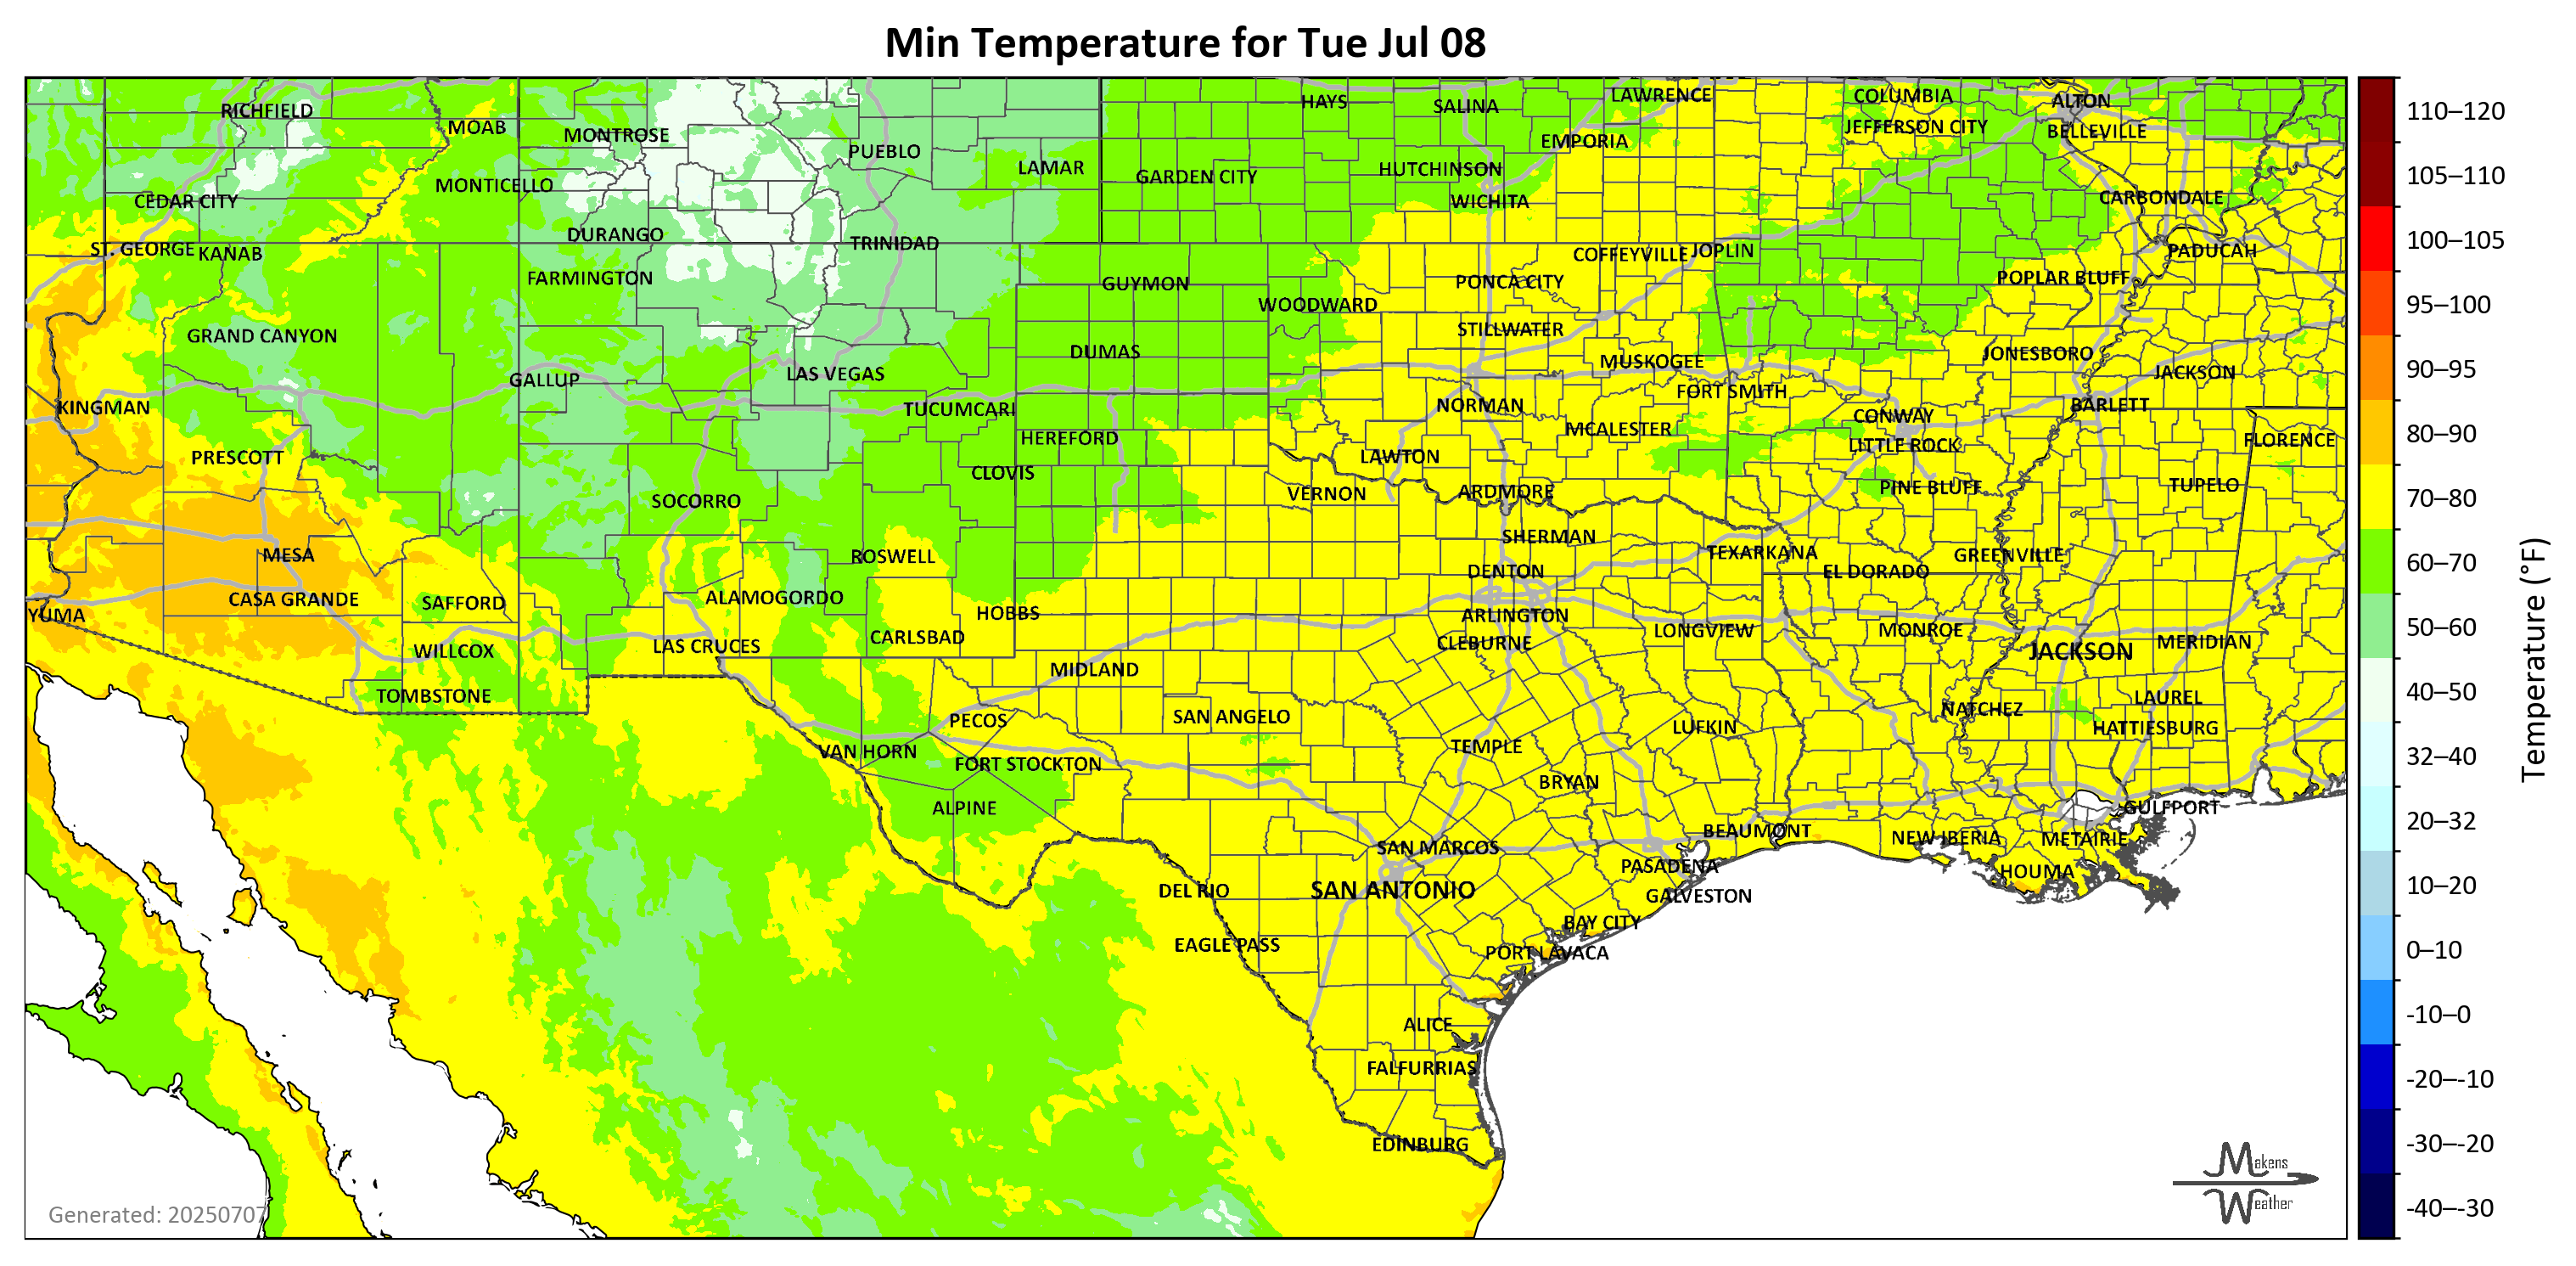 Min Temperature for Tue Jul 08
RICHFIELD
MOAB
MONTROSE
PUEBLO
LAMAR
HAYS
SALINA
LAWRENCE
COLUMBIA
ALTON
EMPORIA
JEFFERSON CITY
BELLEVILLE
MONTICELLO
GARDEN CITY
HUTCHINSON
CEDAR CITY
WICHITA
CARBONDALE
DURANGO
TRINIDAD
ST. GEORGE
KANAB
COFFEYVILLE
JOPLIN
PADUCAH
FARMINGTON
GUYMON
PONCA CITY
POPLAR BLUFF
WOODWARD
GRAND CANYON
STILLWATER
DUMAS
MUSKOGEE
JONESBORO
GALLUP
LAS VEGAS
FORT SMITH
JACKSON
KINGMAN
TUCUMCARI
NORMAN
CONWAY
BARLETT
HEREFORD
MCALESTER
LITTLE ROCK
FLORENCE
PRESCOTT
CLOVIS
LAWTON
SOCORRO
VERNON
ARDMORE
PINE BLUFF
TUPELO
MESA
ROSWELL
SHERMAN
TEXARKANA
GREENVILLE
DENTON
EL DORADO
CASA GRANDE
SAFFORD
ALAMOGORDO
YUMA
HOBBS
ARLINGTON
LONGVIEW
MONROE
WILLCOX
LAS CRUCES
CARLSBAD
CLEBURNE
JACKSON
MERIDIAN
MIDLAND
TOMBSTONE
PECOS
SAN ANGELO
LUFKIN
NATCHEZ
LAUREL
HATTIESBURG
VAN HORN
FORT STOCKTON
TEMPLE
BRYAN
ALPINE
GULFPORT
SAN MARCOS
BEAUMONT
NEW IBERIA
METAIRIE
DEL RIO
SAN ANTONIO
PASADENA
HOUMA
GALVESTON
EAGLE PASS
BAY CITY
PORT LAVACA
ALICE
FALFURRIAS
EDINBURG
Generated: 20250707
Makens
Weather
110–120
105–110
100–105
95–100
90–95
80–90
70–80
60–70
50–60
40–50
32–40
20–32
10–20
0–10
-10–0
-20–-10
-30–-20
-40–-30
Temperature (°F)